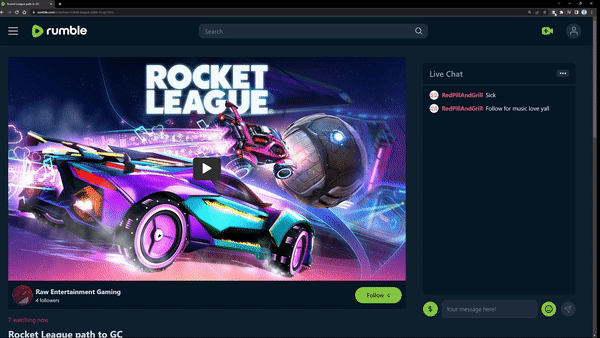 Rocket League path to GC
rumble
Search
ROCKET
LEAGUE
Live Chat
RedPillAndGrill Sick
RedPillAndGrill Follow for music love yall
Raw Entertainment Gaming
4 followers
Follow 4
$
Your message here!
7 watching now
Rocket League path to GC